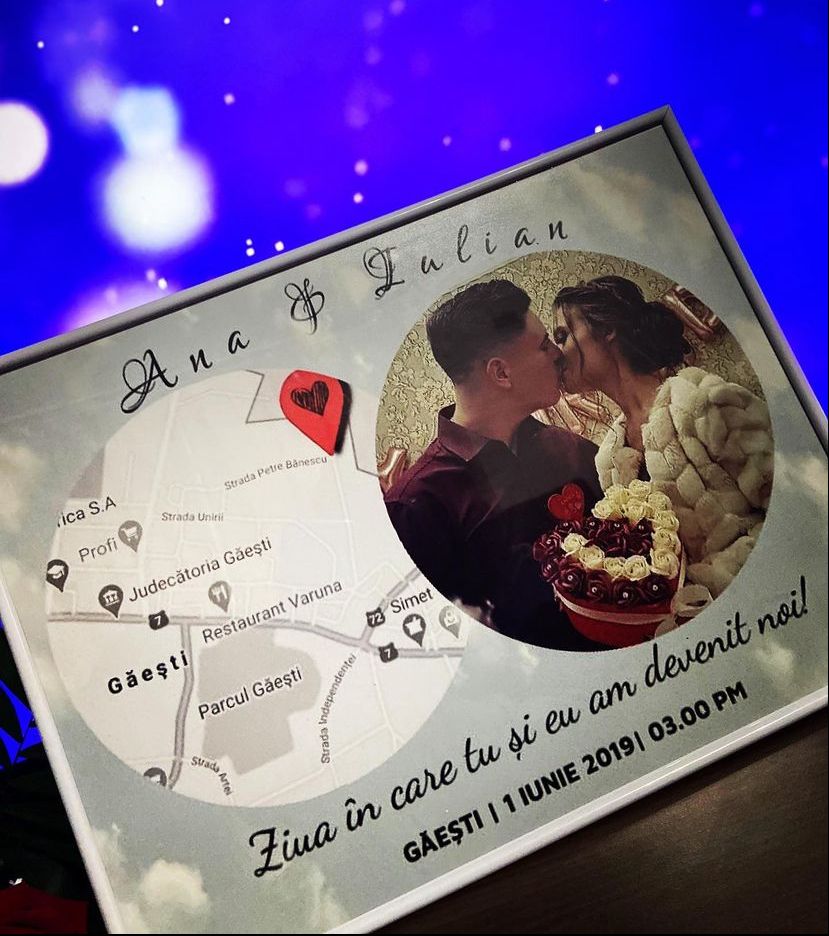 Ana & Iulian
Strada Petre Bănescu
Strada Unirii
rica S.A
Profi
Judecătoria Găești
Restaurant Varuna
7
72
Simet
7
Găești
Parcul Găești
Strada Independenței
Strada Artei
Ziua în care tu și eu am devenit noi!
GĂEȘTI | 1 IUNIE 2019| 03.00 PM